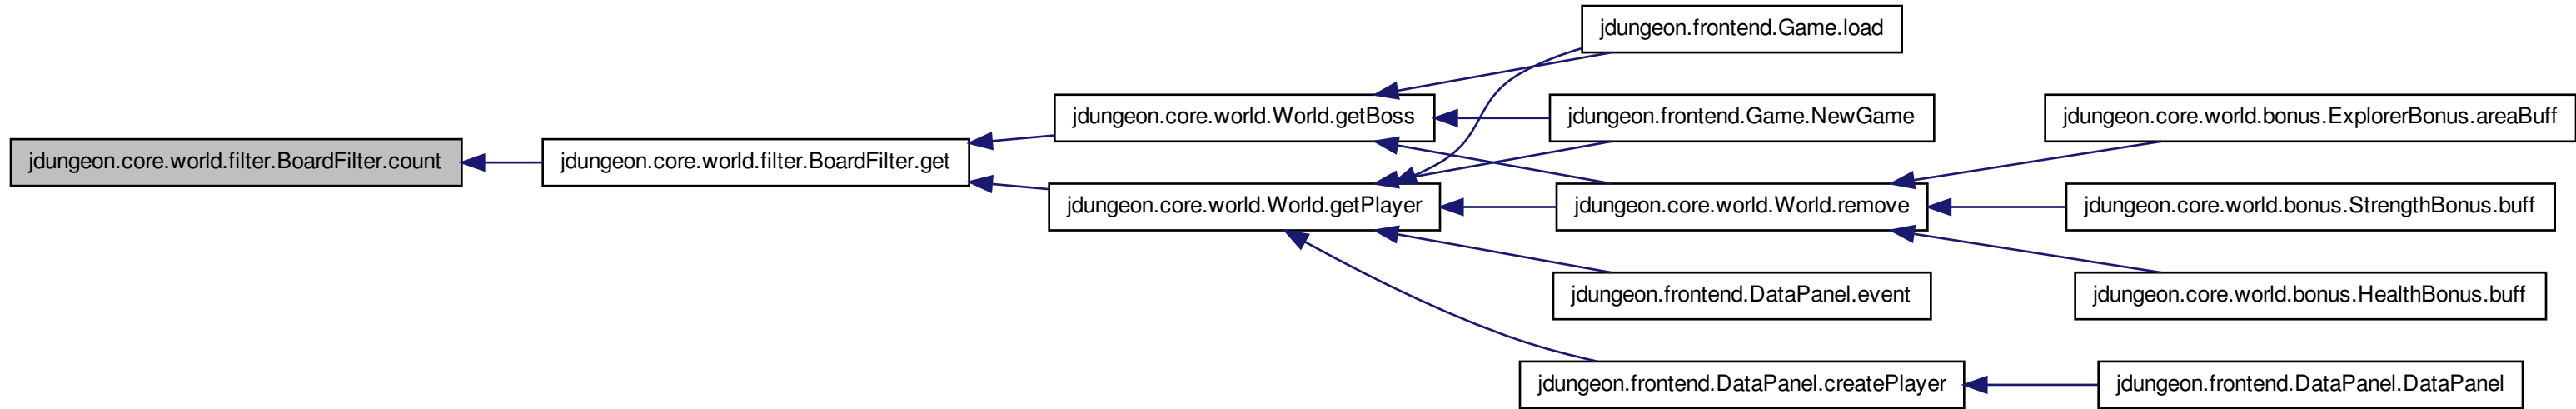 jdungeon.core.world.filter.BoardFilter.count
jdungeon.core.world.filter.BoardFilter.get
jdungeon.core.world.World.getBoss
jdungeon.core.world.World.getPlayer
jdungeon.frontend.Game.load
jdungeon.frontend.Game.NewGame
jdungeon.core.world.World.remove
jdungeon.frontend.DataPanel.event
jdungeon.frontend.DataPanel.createPlayer
jdungeon.core.world.bonus.ExplorerBonus.areaBuff
jdungeon.core.world.bonus.StrengthBonus.buff
jdungeon.core.world.bonus.HealthBonus.buff
jdungeon.frontend.DataPanel.DataPanel